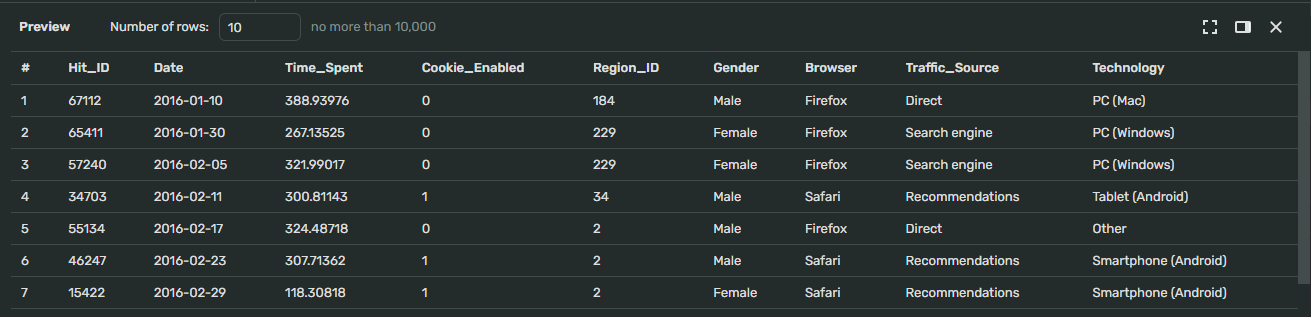 Preview Number of rows: 10 no more than 10,000
# Hit_ID Date Time_Spent Cookie_Enabled Region_ID Gender Browser Traffic_Source Technology
1 67112 2016-01-10 388.93976 0 184 Male Firefox Direct PC (Mac)
2 65411 2016-01-30 267.13525 0 229 Female Firefox Search engine PC (Windows)
3 57240 2016-02-05 321.99017 0 229 Female Firefox Search engine PC (Windows)
4 34703 2016-02-11 300.81143 1 34 Male Safari Recommendations Tablet (Android)
5 55134 2016-02-17 324.48718 0 2 Male Firefox Direct Other
6 46247 2016-02-23 307.71362 1 2 Male Safari Recommendations Smartphone (Android)
7 15422 2016-02-29 118.30818 1 2 Female Safari Recommendations Smartphone (Android)